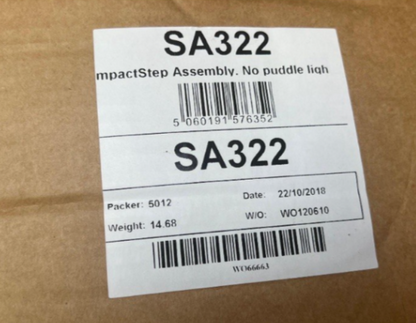 SA322
mpactStep Assembly. No puddle ligh
5 060191 576352
SA322
Packer: 5012 Date: 22/10/2018
Weight: 14.68 W/O: WO120610
WO66663